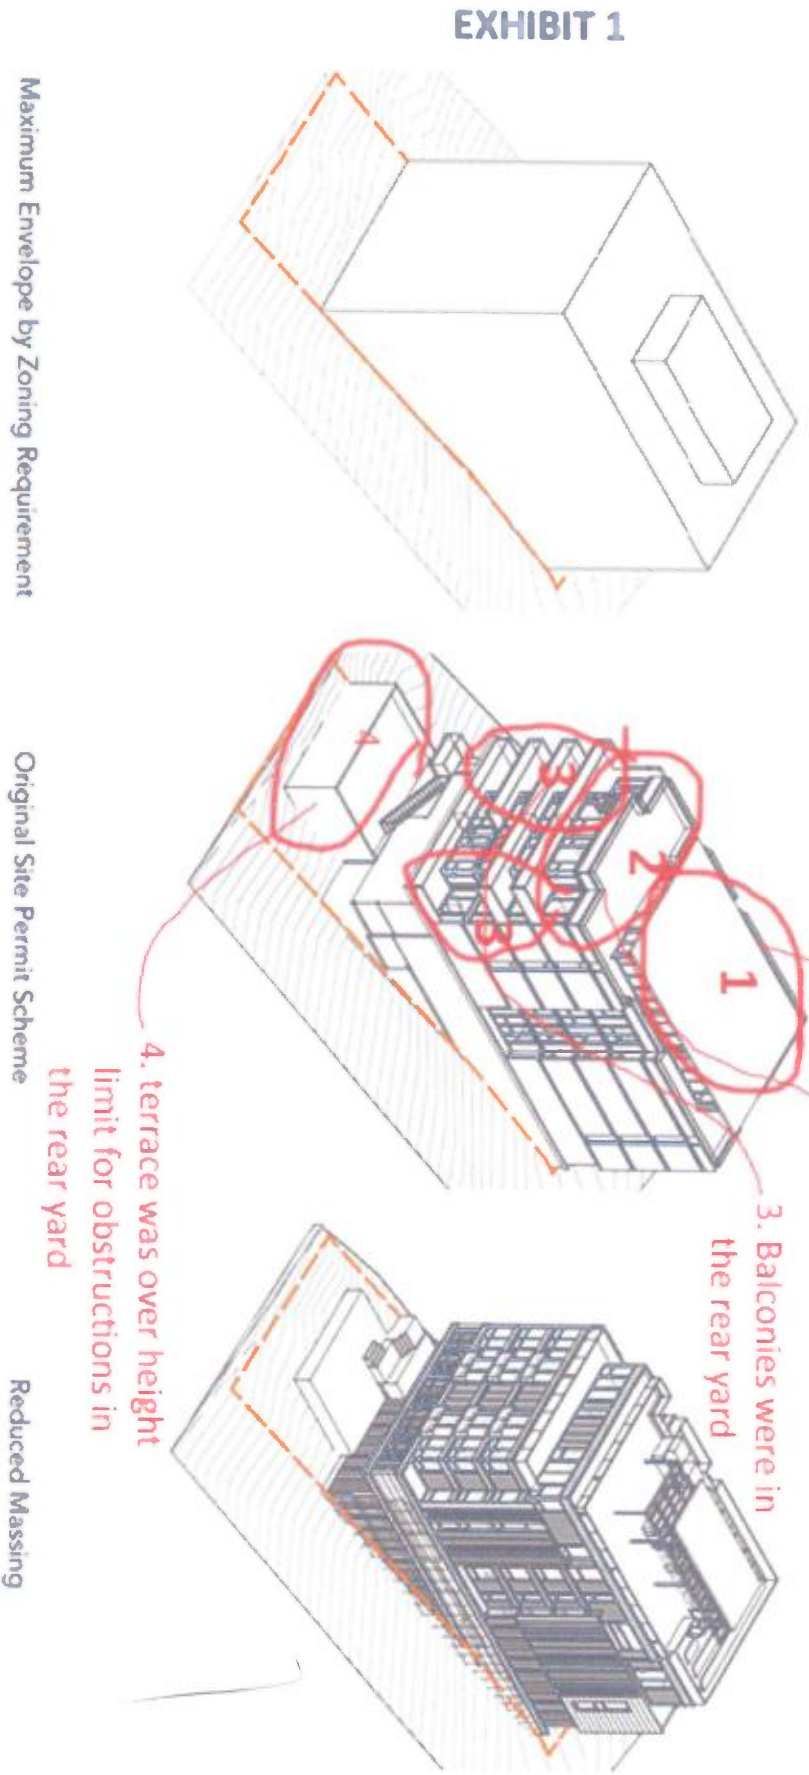 EXHIBIT 1
Maximum Envelope by Zoning Requirement
Original Site Permit Scheme
Reduced Massing
1
2
3
3
4
3. Balconies were in
the rear yard
4. terrace was over height
limit for obstructions in
the rear yard